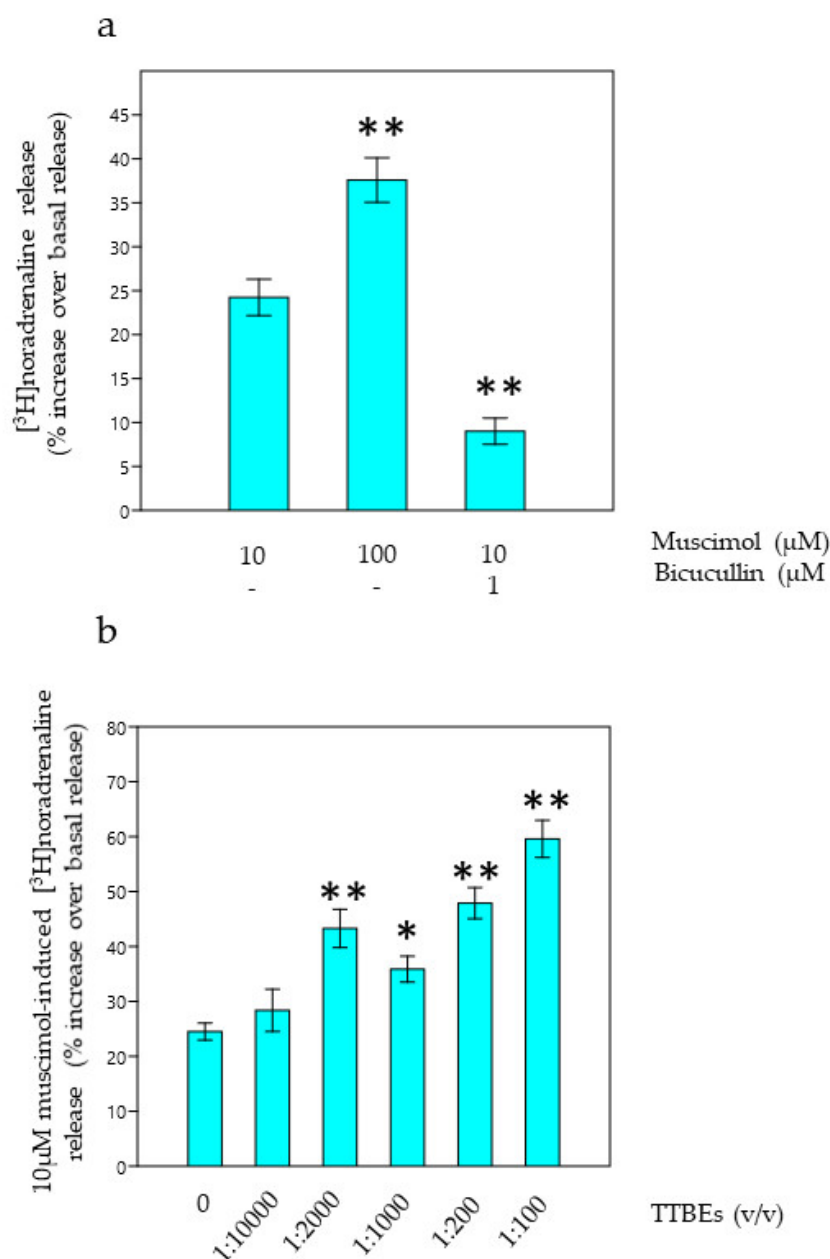 a
[³H]noradrenaline release
(% increase over basal release)
45
40
35
30
25
20
15
10
5
0
**
**
10 100 10
- - 1
Muscimol (µM)
Bicucullin (µM
b
10µM muscimol-induced [³H]noradrenaline
release (% increase over basal release)
80
70
60
50
40
30
20
10
0
**
*
**
**
0 1:10000 1:2000 1:1000 1:200 1:100
TTBEs (v/v)